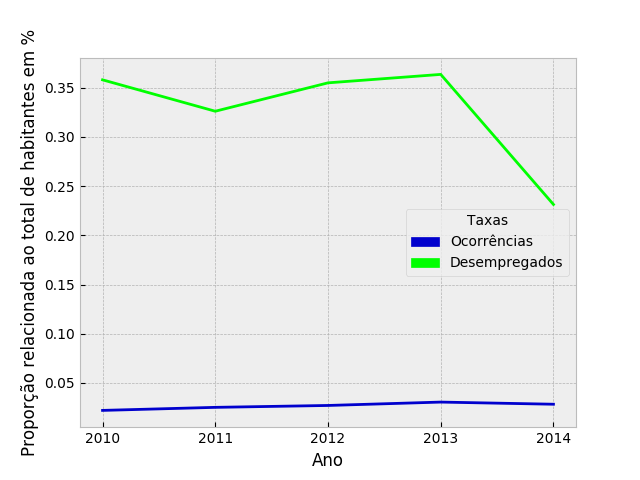 Proporção relacionada ao total de habitantes em %
0.35
0.30
0.25
0.20
0.15
0.10
0.05
Taxas
Ocorrências
Desempregados
2010 2011 2012 2013 2014
Ano